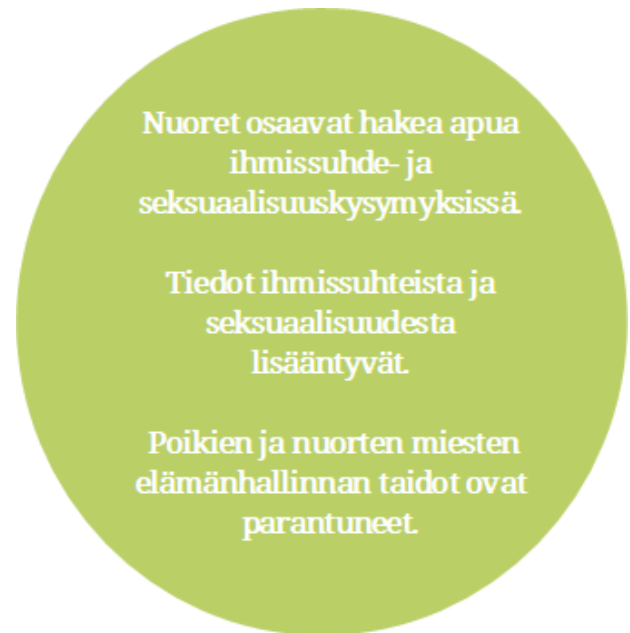 Nuoret osaavat hakea apua
ihmissuhde- ja
seksuaalisuuskysymyksissä.
Tiedot ihmissuhteista ja
seksuaalisuudesta
lisääntyvät.
Poikien ja nuorten miesten
elämänhallinnan taidot ovat
parantuneet.